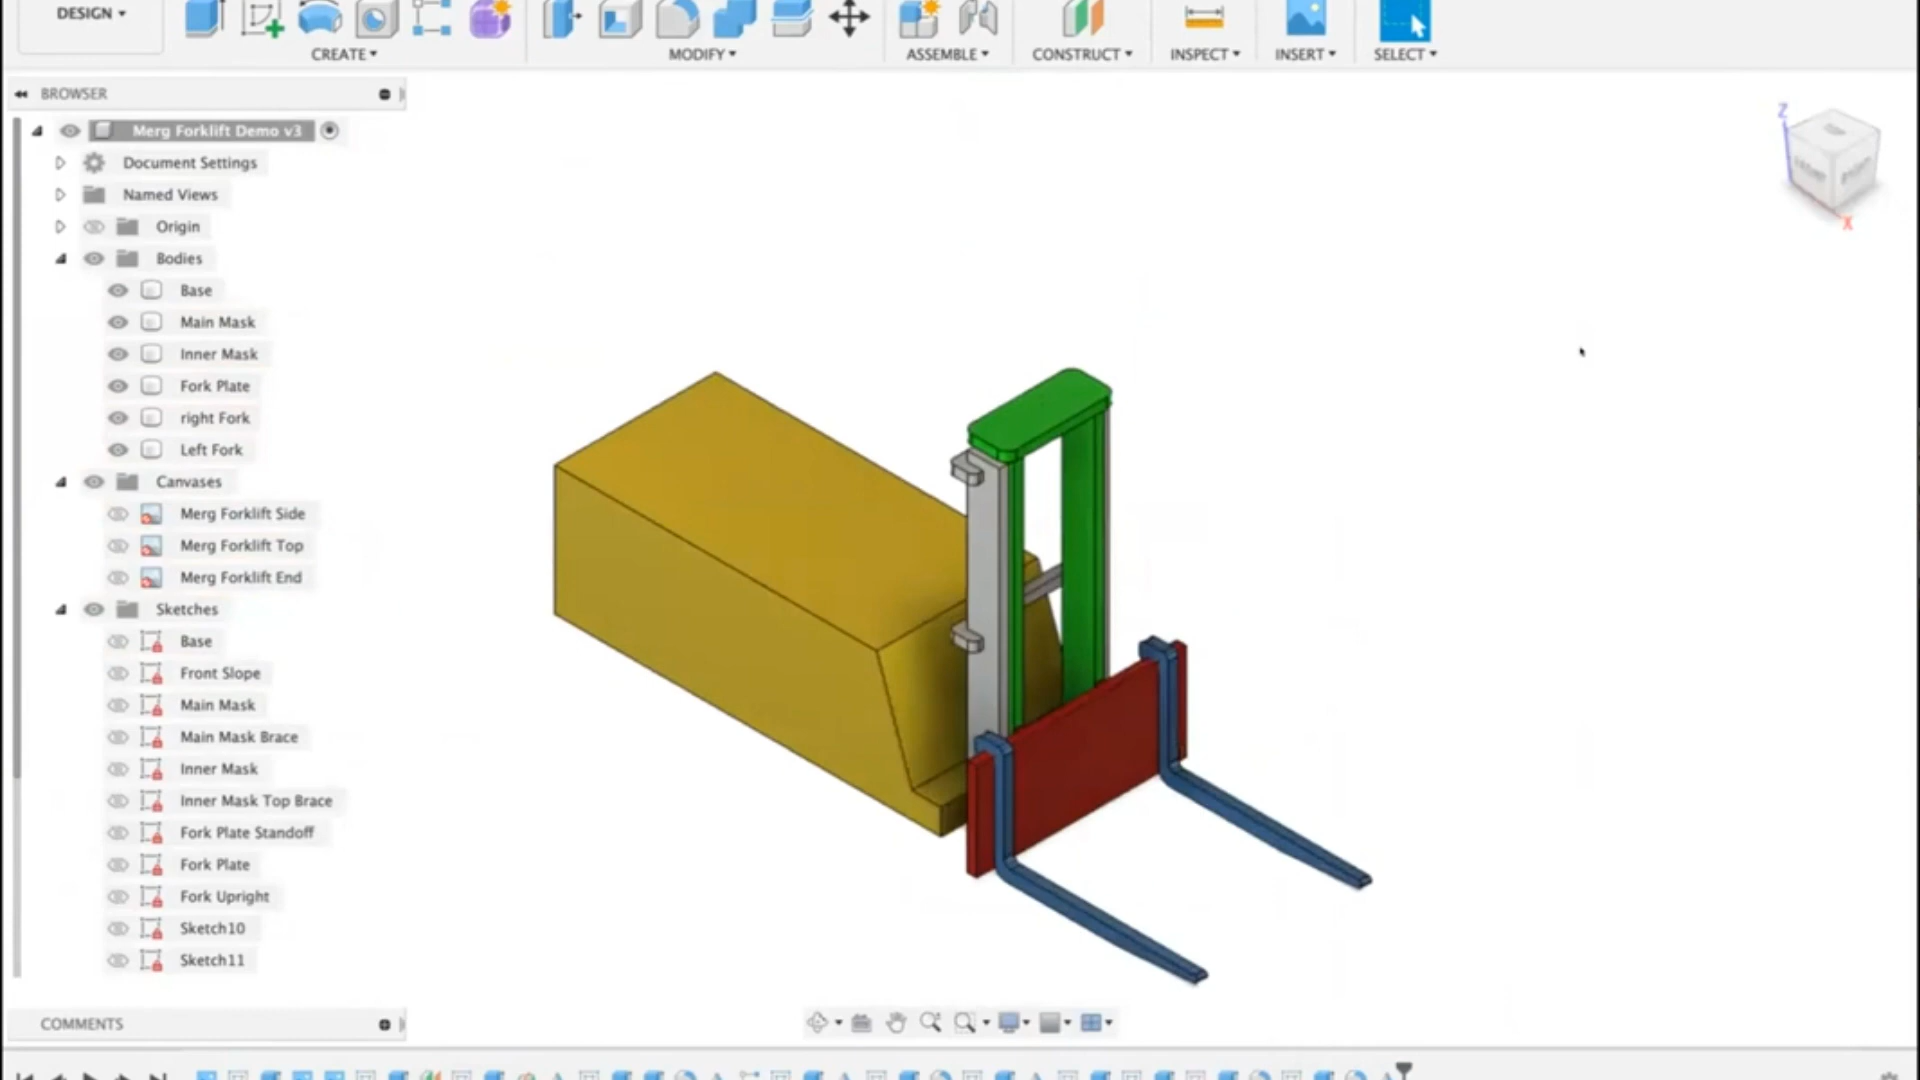 DESIGN
CREATE
MODIFY
ASSEMBLE
CONSTRUCT
INSPECT
INSERT
SELECT
BROWSER
Merg Forklift Demo v3
Document Settings
Named Views
Origin
Bodies
Base
Main Mask
Inner Mask
Fork Plate
right Fork
Left Fork
Canvases
Merg Forklift Side
Merg Forklift Top
Merg Forklift End
Sketches
Base
Front Slope
Main Mask
Main Mask Brace
Inner Mask
Inner Mask Top Brace
Fork Plate Standoff
Fork Plate
Fork Upright
Sketch10
Sketch11
COMMENTS
Z
X